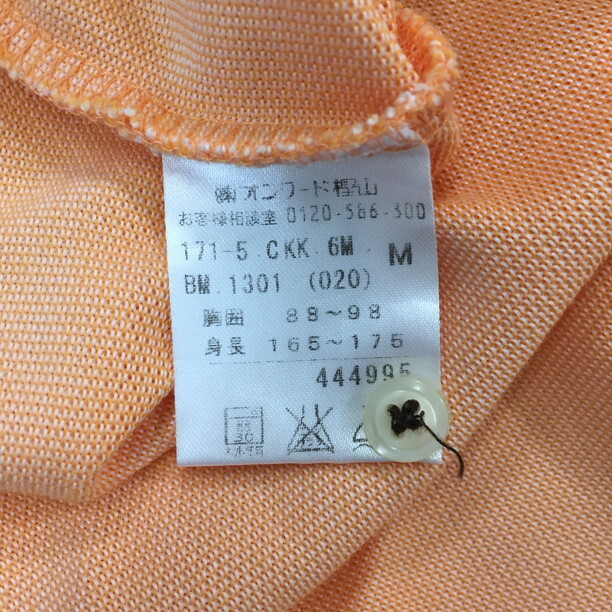 ㈱オンワード樫山
お客様相談室 0120-586-300
171-5 CKK 6M M
BM.1301 (020)
胸囲 88～98
身長 165～175
444995